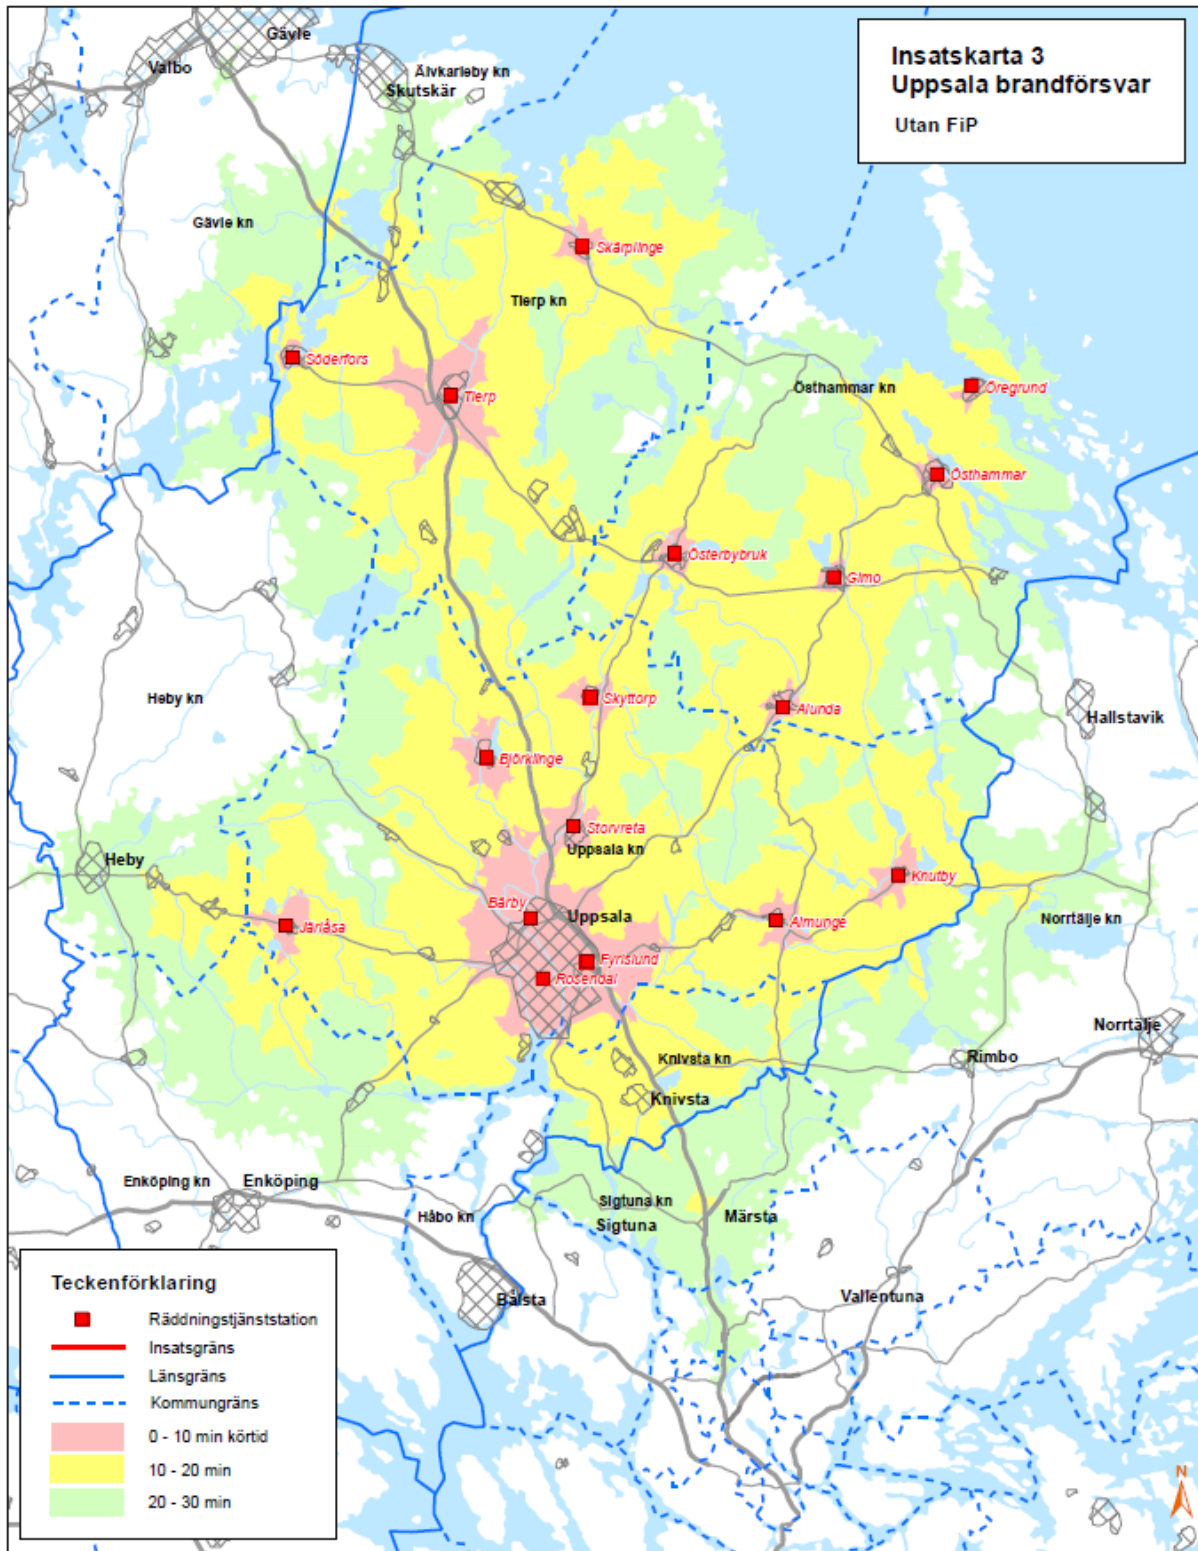 Insatskarta 3
Uppsala brandförsvar
Utan FiP
Gävle
Valbo
Älvkarleby kn
Skutskär
Gävle kn
Skärplinge
Tierp kn
Söderfors
Tierp
Östhammar kn
Öregrund
Östhammar
Österbybruk
Gimo
Heby kn
Skyttorp
Alunda
Hallstavik
Björklinge
Storvreta
Uppsala kn
Heby
Knutby
Bärby
Uppsala
Järlåsa
Almunge
Norrtälje kn
Fyrislund
Rosendal
Norrtälje
Knivsta kn
Rimbo
Knivsta
Enköping kn
Enköping
Sigtuna kn
Håbo kn
Sigtuna
Märsta
Bålsta
Vallentuna
Teckenförklaring
Räddningstjänststation
Insatsgräns
Länsgräns
Kommungräns
0 - 10 min körtid
10 - 20 min
20 - 30 min
N